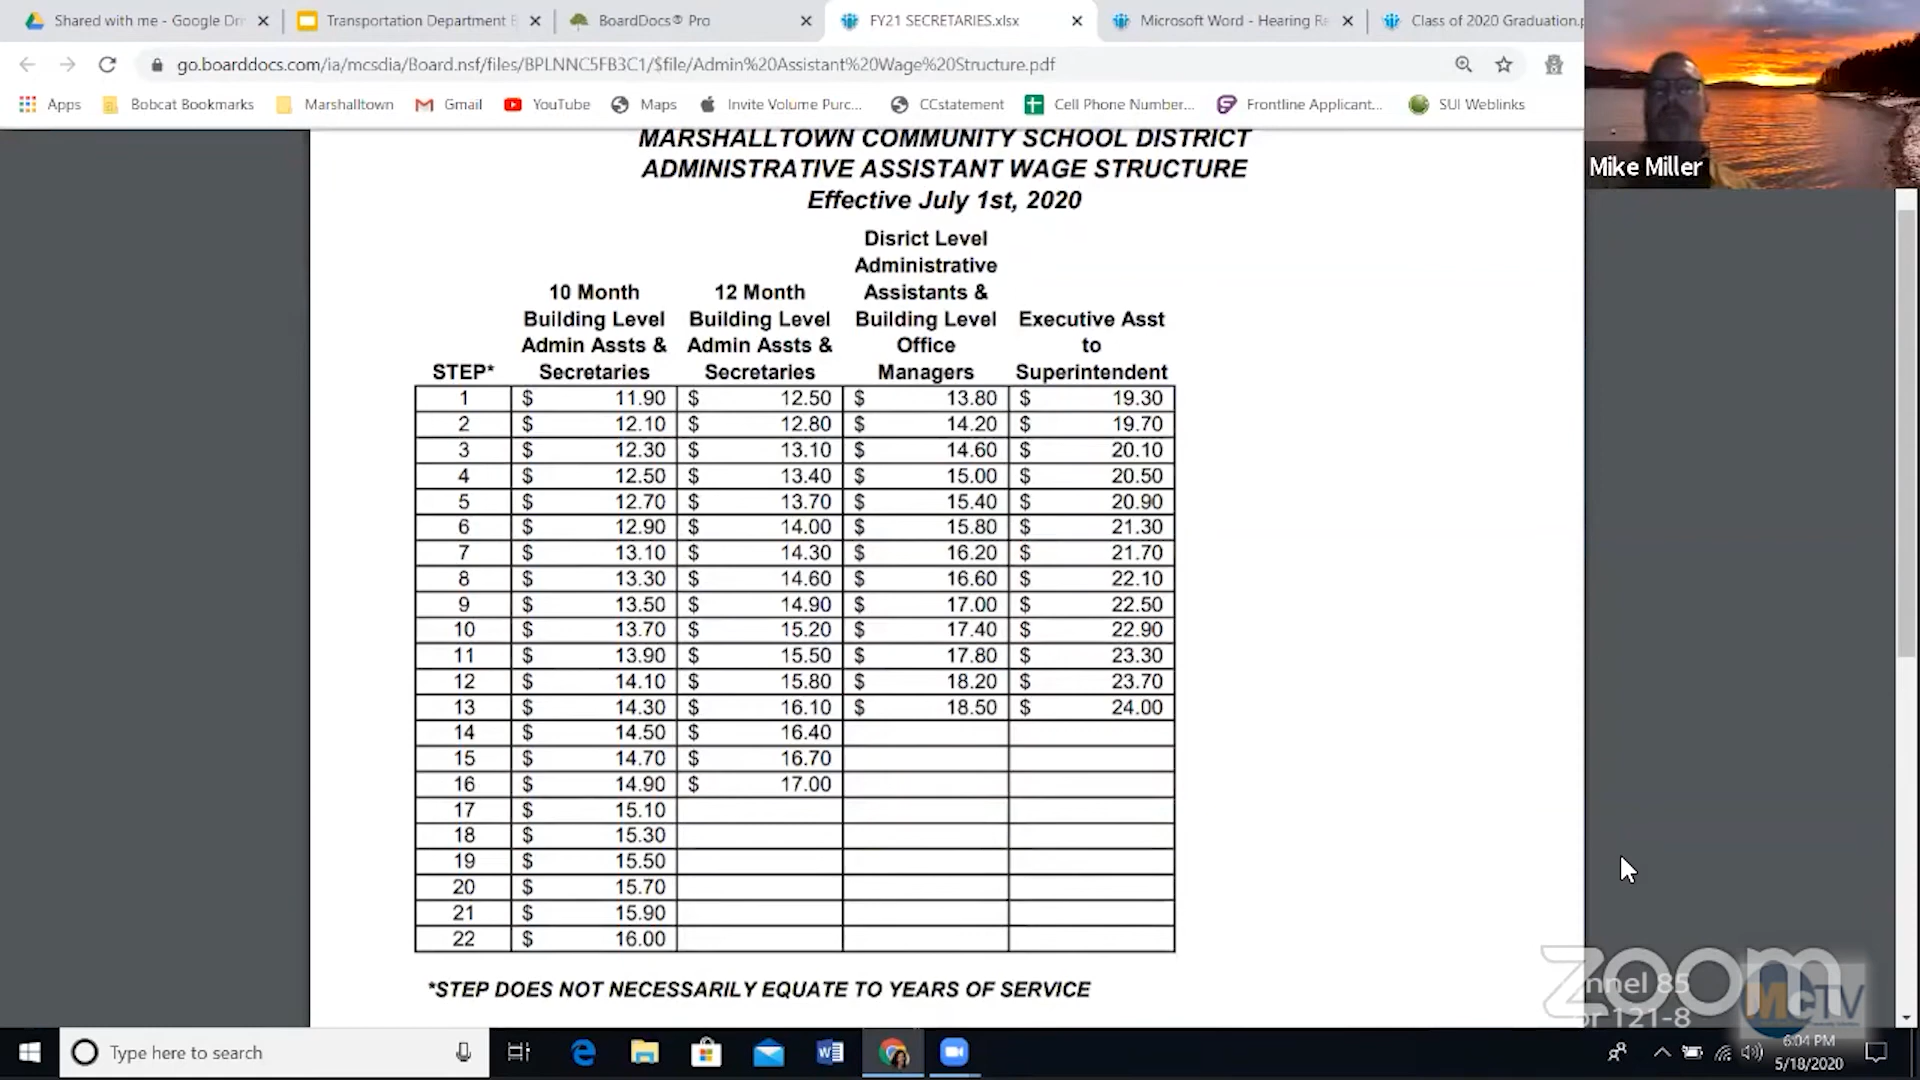 Shared with me - Google Dri
Transportation Department B
BoardDocs® Pro
FY21 SECRETARIES.xlsx
Microsoft Word - Hearing Re
Class of 2020 Graduation.p
go.boarddocs.com/ia/mcsdia/Board.nsf/files/BPLNNC5FB3C1/$file/Admin%20Assistant%20Wage%20Structure.pdf
Apps Bobcat Bookmarks Marshalltown Gmail YouTube Maps Invite Volume Purc... CCstatement Cell Phone Number... Frontline Applicant... SUI Weblinks
Mike Miller
MARSHALLTOWN COMMUNITY SCHOOL DISTRICT
ADMINISTRATIVE ASSISTANT WAGE STRUCTURE
Effective July 1st, 2020
STEP*
10 Month
Building Level
Admin Assts &
Secretaries
12 Month
Building Level
Admin Assts &
Secretaries
Disrict Level
Administrative
Assistants &
Building Level
Office
Managers
Executive Asst
to
Superintendent
1 $ 11.90 $ 12.50 $ 13.80 $ 19.30
2 $ 12.10 $ 12.80 $ 14.20 $ 19.70
3 $ 12.30 $ 13.10 $ 14.60 $ 20.10
4 $ 12.50 $ 13.40 $ 15.00 $ 20.50
5 $ 12.70 $ 13.70 $ 15.40 $ 20.90
6 $ 12.90 $ 14.00 $ 15.80 $ 21.30
7 $ 13.10 $ 14.30 $ 16.20 $ 21.70
8 $ 13.30 $ 14.60 $ 16.60 $ 22.10
9 $ 13.50 $ 14.90 $ 17.00 $ 22.50
10 $ 13.70 $ 15.20 $ 17.40 $ 22.90
11 $ 13.90 $ 15.50 $ 17.80 $ 23.30
12 $ 14.10 $ 15.80 $ 18.20 $ 23.70
13 $ 14.30 $ 16.10 $ 18.50 $ 24.00
14 $ 14.50 $ 16.40
15 $ 14.70 $ 16.70
16 $ 14.90 $ 17.00
17 $ 15.10
18 $ 15.30
19 $ 15.50
20 $ 15.70
21 $ 15.90
22 $ 16.00
*STEP DOES NOT NECESSARILY EQUATE TO YEARS OF SERVICE
zoom
nnel 85
or 121-8
McTV
Type here to search
6:04 PM
5/18/2020